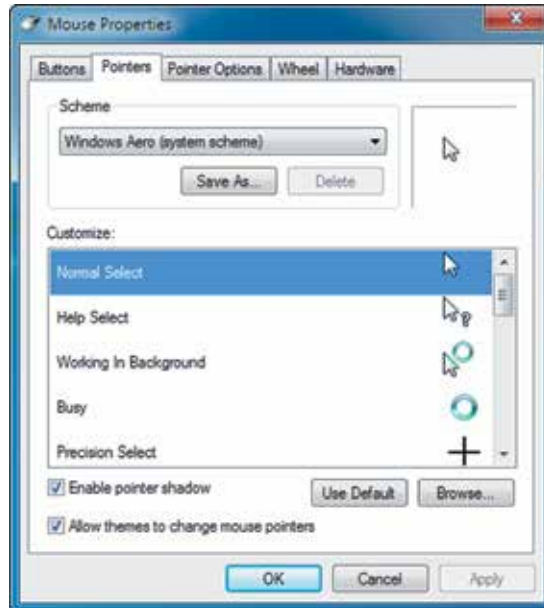 Mouse Properties
Buttons Pointers Pointer Options Wheel Hardware
Scheme
Windows Aero (system scheme)
Save As... Delete
Customize:
Normal Select
Help Select
Working In Background
Busy
Precision Select
Enable pointer shadow
Use Default Browse...
Allow themes to change mouse pointers
OK Cancel Apply